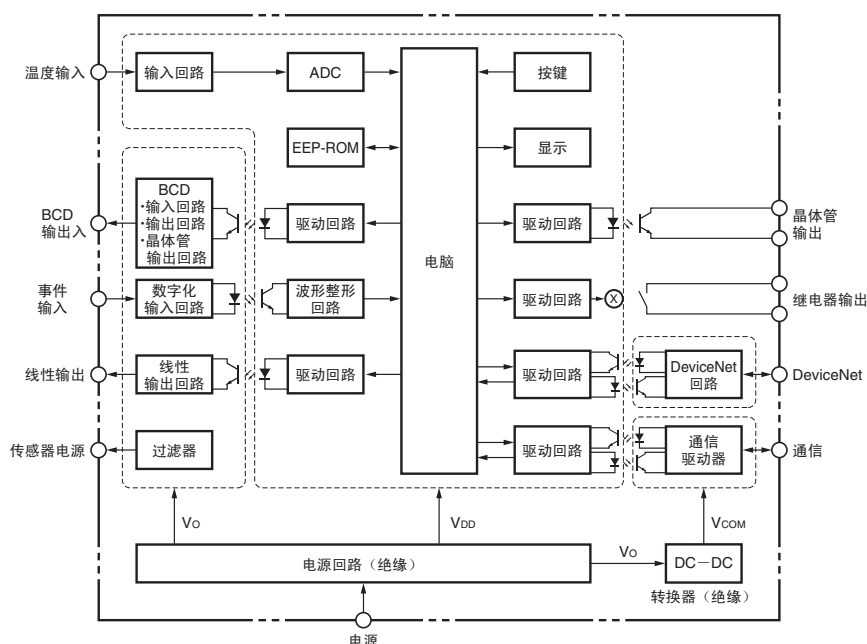 温度输入
输入回路
ADC
按键
EEP-ROM
显示
电脑
BCD
输出入
BCD
・输入回路
・输出回路
・晶体管
输出回路
驱动回路
驱动回路
晶体管
输出
事件
输入
数字化
输入回路
波形整形
回路
驱动回路
X
继电器输出
线性输出
线性
输出回路
驱动回路
驱动回路
DeviceNet
回路
DeviceNet
传感器电源
过滤器
驱动回路
通信
驱动器
通信
VO
VDD
VCOM
电源回路（绝缘）
VO
DC－DC
转换器（绝缘）
电源